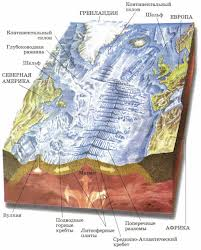 ГРЕНЛАНДИЯ
Континентальный
склон
Шельф
ЕВРОПА
Континентальный
склон
Шельф
Глубоководная
равнина
СЕВЕРНАЯ
АМЕРИКА
Магма
Вулкан
Подводные
горные
хребты
Литосферные
плиты
Срединно-Атлантический
хребет
Поперечные
разломы
АФРИКА